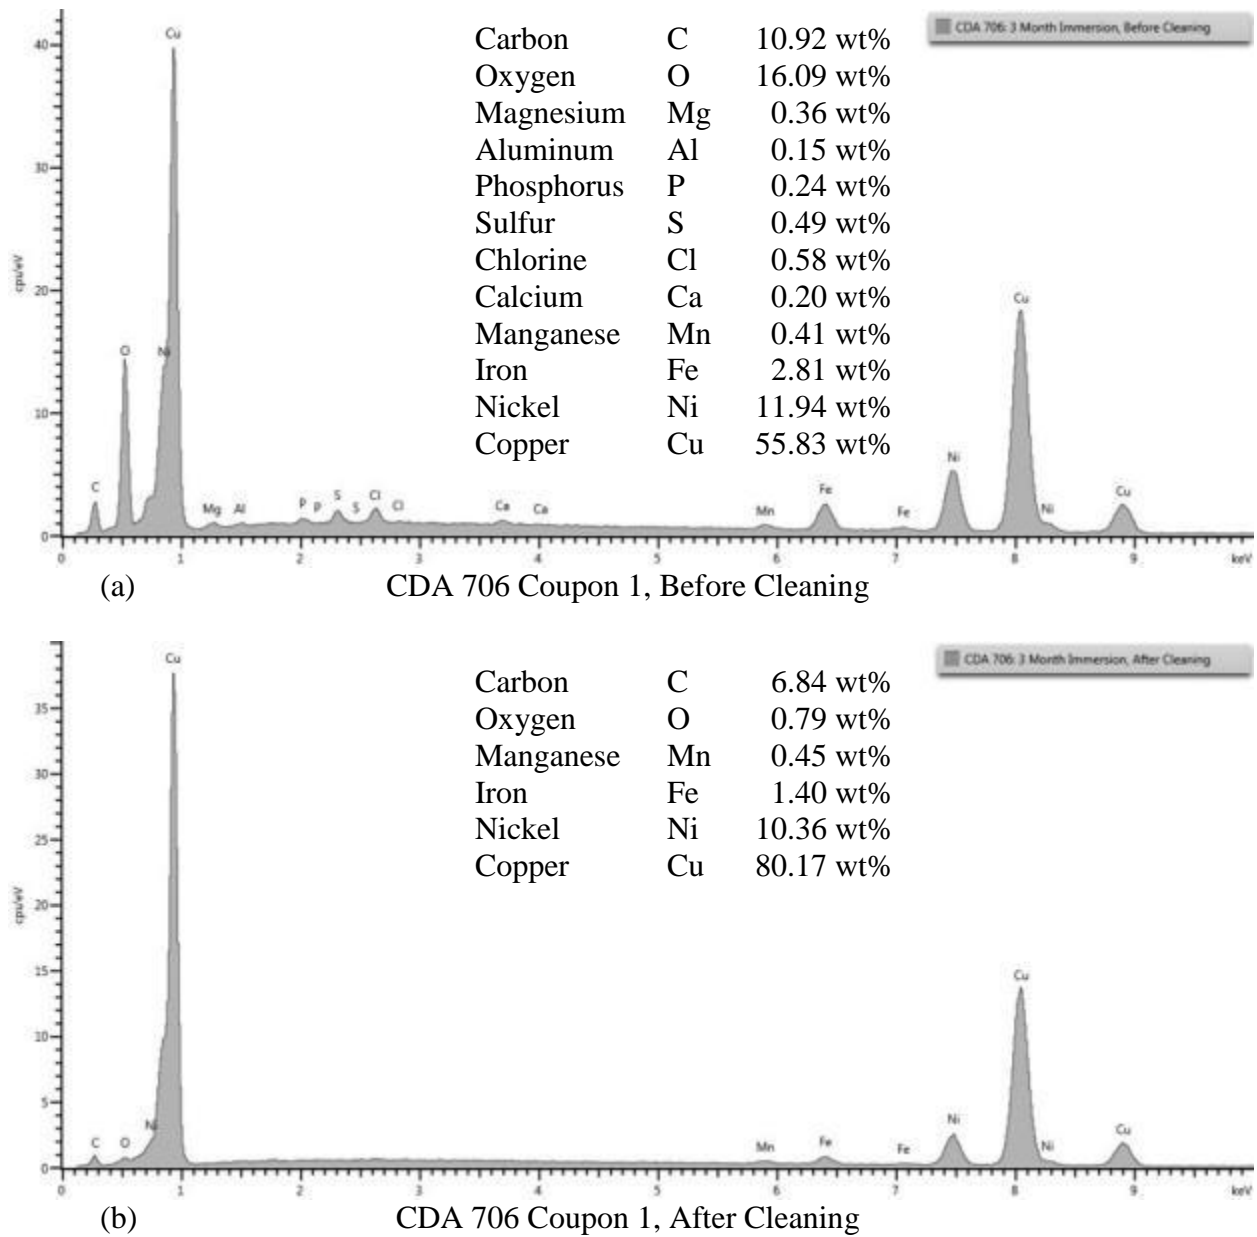 CDA 706: 3 Month Immersion, Before Cleaning
Carbon C 10.92 wt%
Oxygen O 16.09 wt%
Magnesium Mg 0.36 wt%
Aluminum Al 0.15 wt%
Phosphorus P 0.24 wt%
Sulfur S 0.49 wt%
Chlorine Cl 0.58 wt%
Calcium Ca 0.20 wt%
Manganese Mn 0.41 wt%
Iron Fe 2.81 wt%
Nickel Ni 11.94 wt%
Copper Cu 55.83 wt%
40
30
20
10
0
cps/eV
C O Ni Cu Mg Al P P S S Cl Cl Ca Ca Mn Fe Fe Ni Cu Ni Cu
0 1 2 3 4 5 6 7 8 9 keV
(a) CDA 706 Coupon 1, Before Cleaning
CDA 706: 3 Month Immersion, After Cleaning
Carbon C 6.84 wt%
Oxygen O 0.79 wt%
Manganese Mn 0.45 wt%
Iron Fe 1.40 wt%
Nickel Ni 10.36 wt%
Copper Cu 80.17 wt%
35
30
25
20
15
10
5
0
cps/eV
C O Ni Cu Mn Fe Fe Ni Cu Ni Cu
0 1 2 3 4 5 6 7 8 9 keV
(b) CDA 706 Coupon 1, After Cleaning